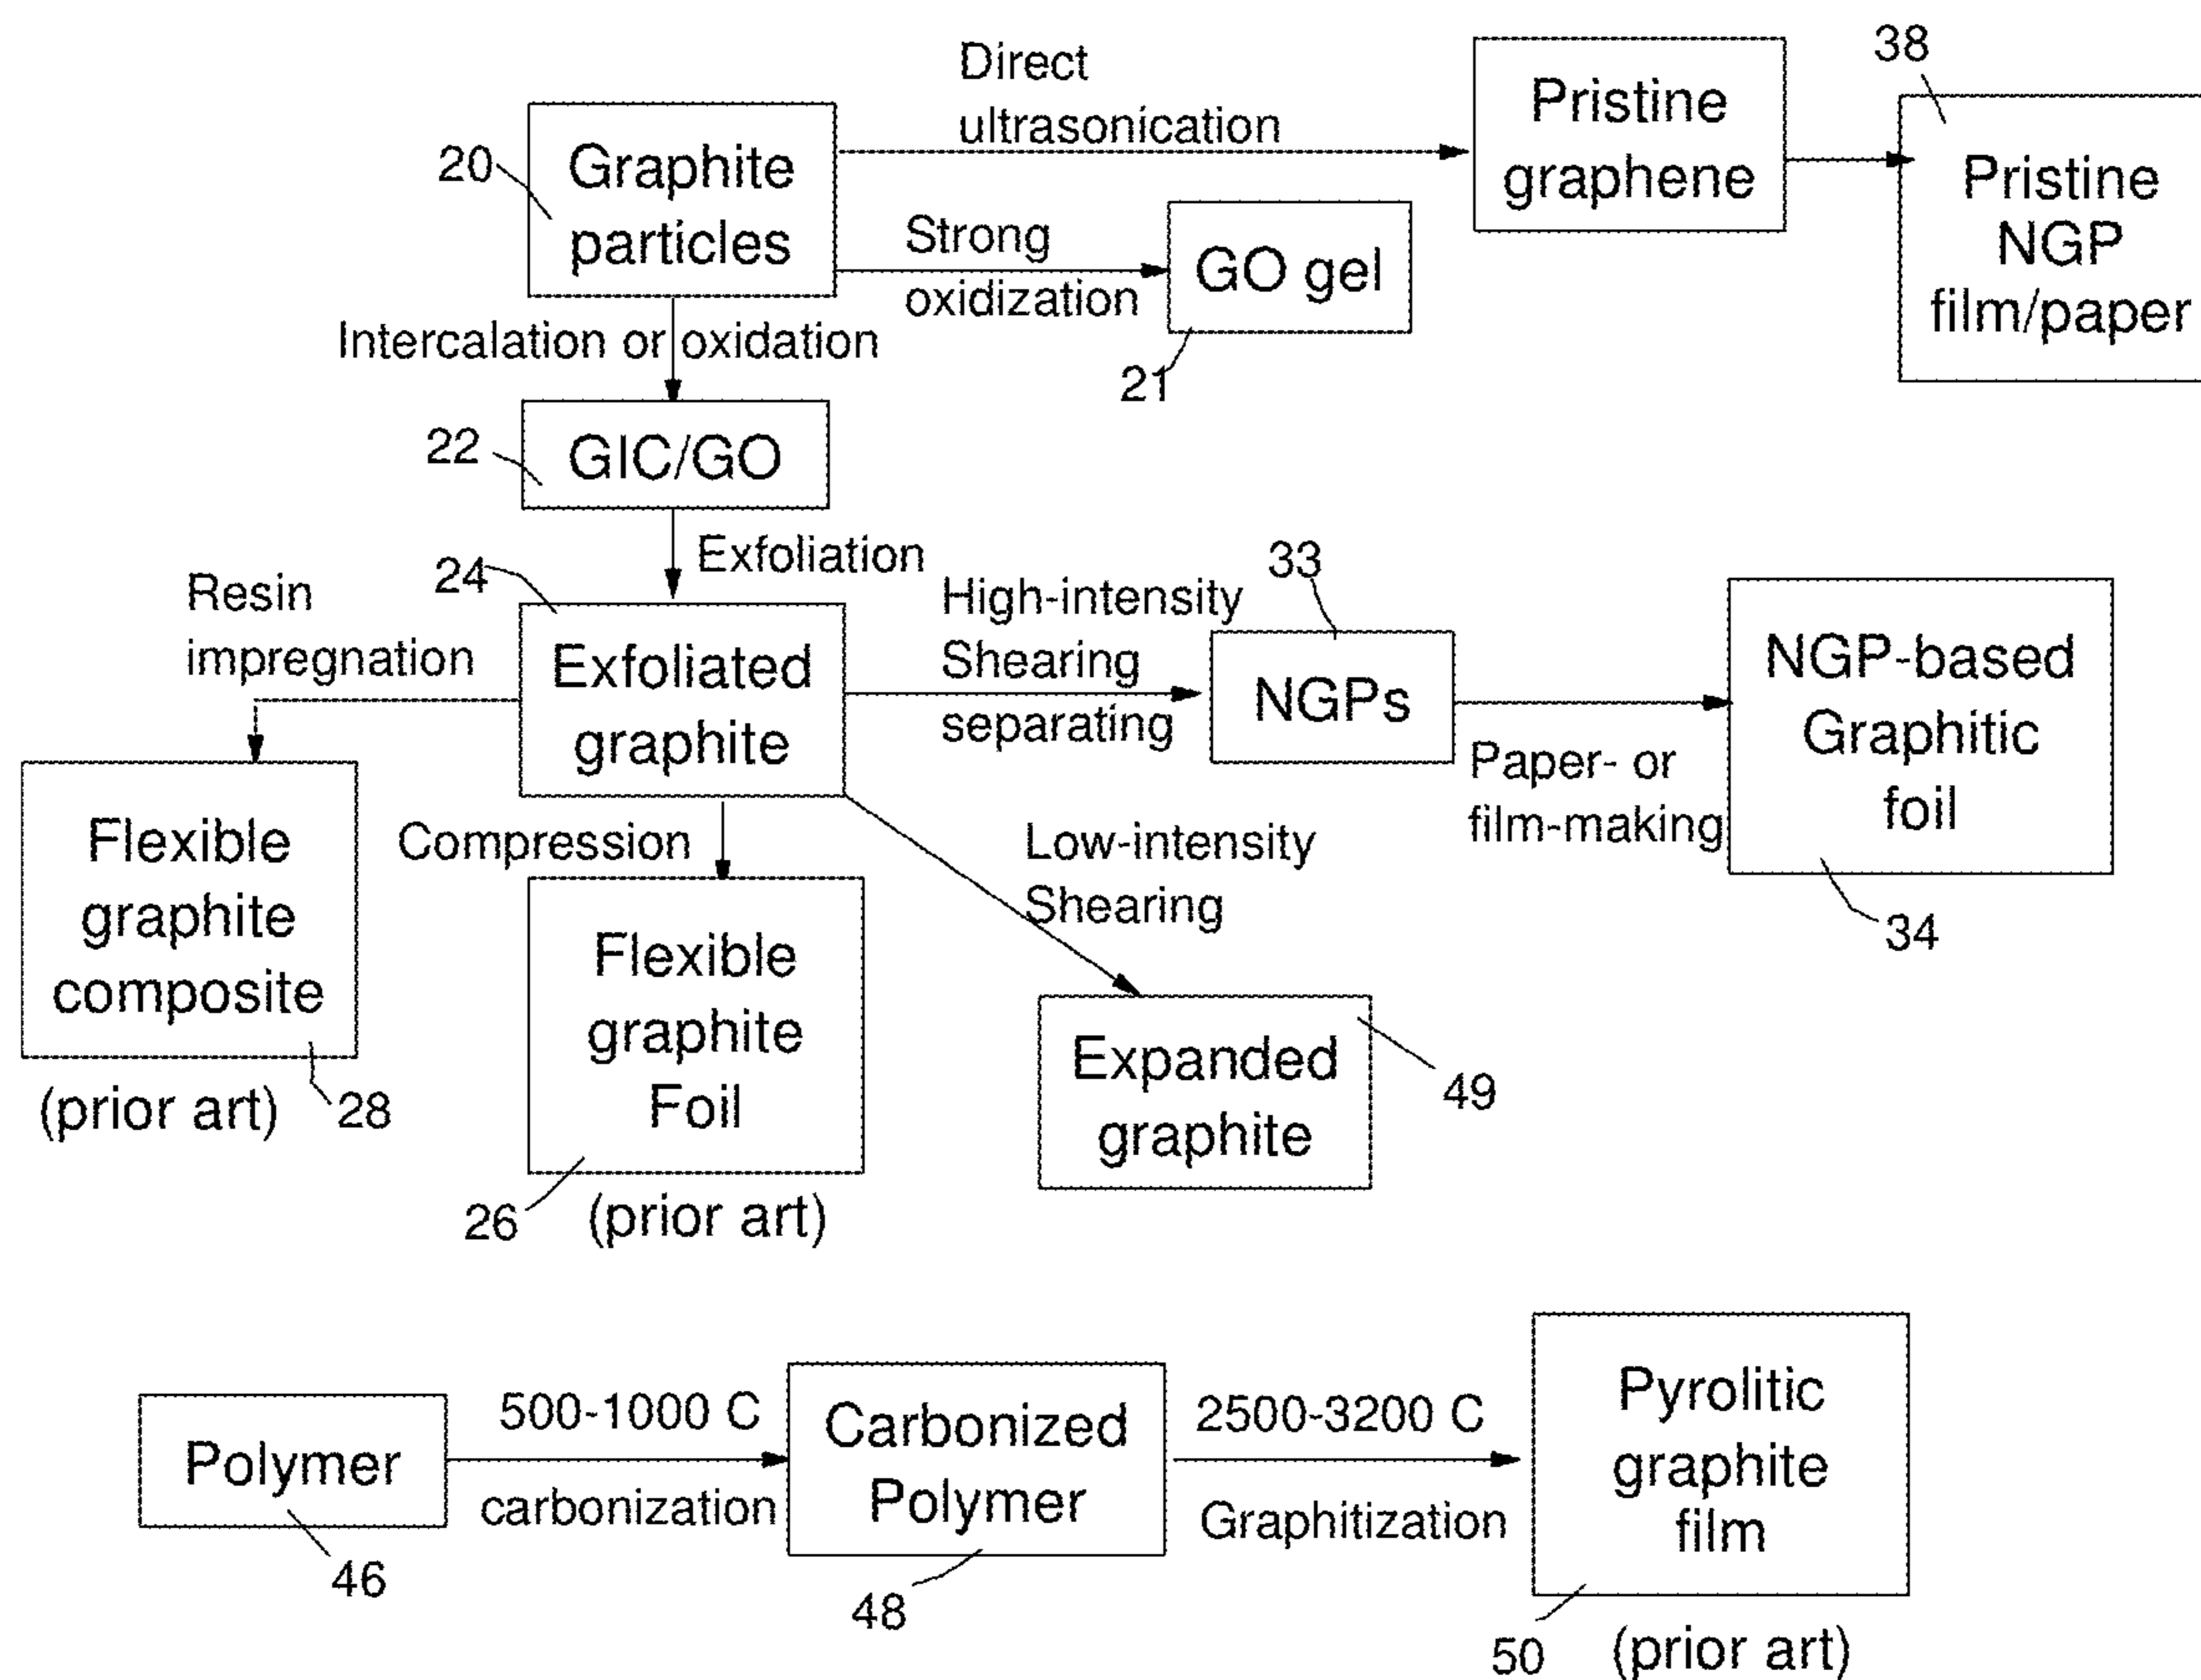 Direct
ultrasonication
Pristine
graphene
38
Pristine
NGP
film/paper
20
Graphite
particles
Strong
oxidization
GO gel
21
Intercalation or oxidation
22
GIC/GO
Exfoliation
24
Resin
impregnation
Exfoliated
graphite
High-intensity
Shearing
separating
33
NGPs
Paper- or
film-making
NGP-based
Graphitic
foil
34
Flexible
graphite
composite
(prior art)
28
Compression
Flexible
graphite
Foil
26
(prior art)
Low-intensity
Shearing
Expanded
graphite
49
Polymer
46
500-1000 C
carbonization
Carbonized
Polymer
48
2500-3200 C
Graphitization
Pyrolitic
graphite
film
50
(prior art)